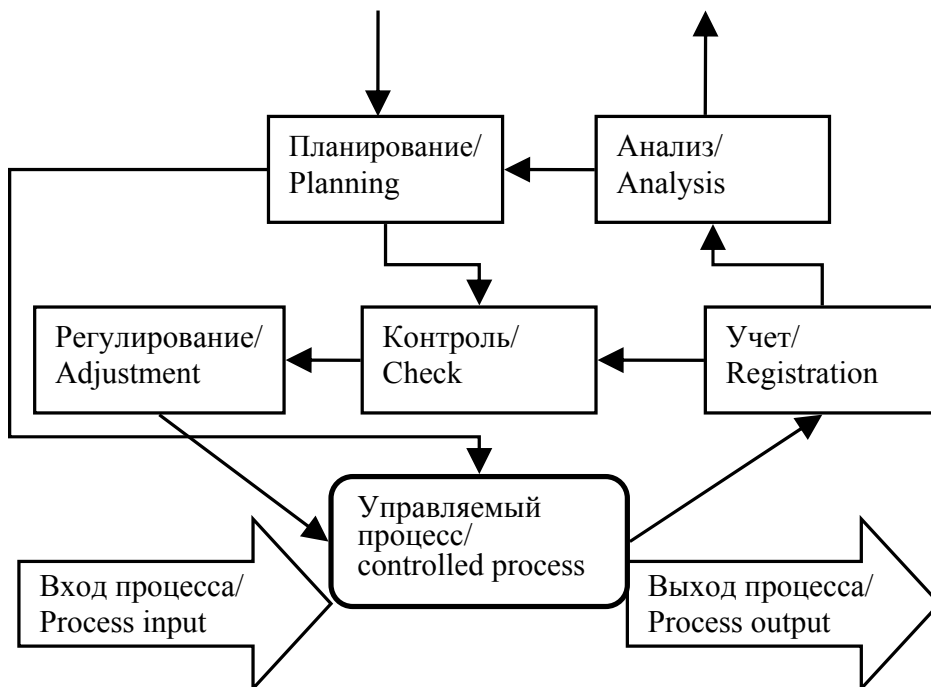 Планирование/
Planning
Анализ/
Analysis
Регулирование/
Adjustment
Контроль/
Check
Учет/
Registration
Управляемый
процесс/
controlled process
Вход процесса/
Process input
Выход процесса/
Process output